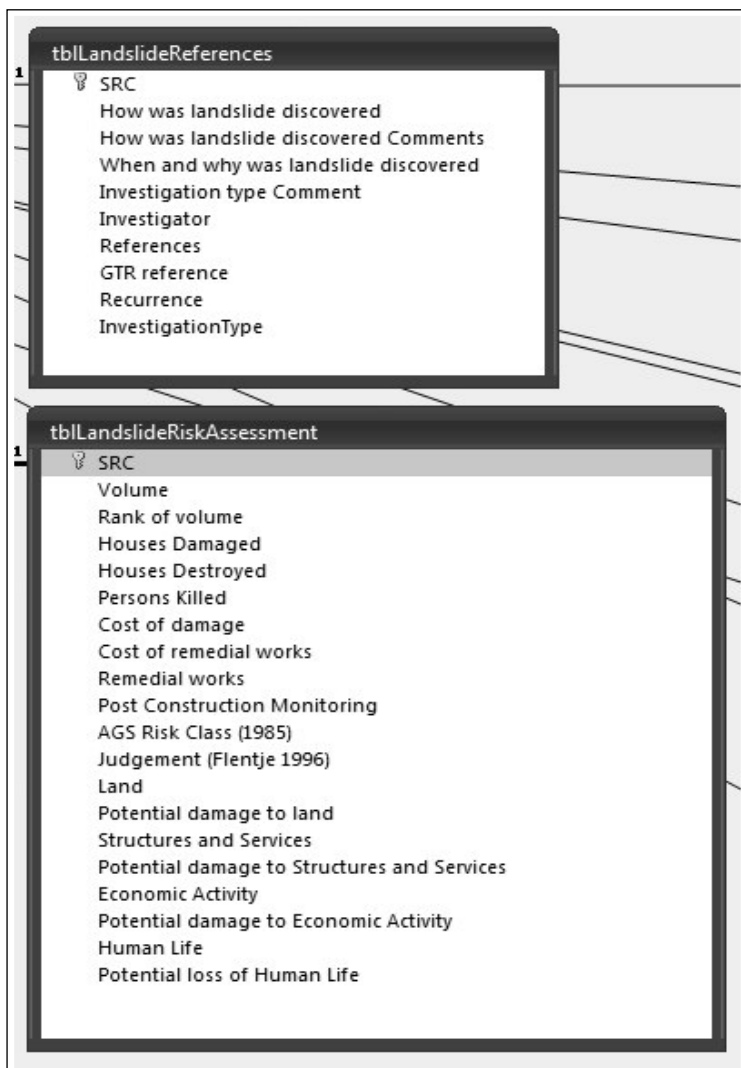 tblLandslideReferences
1
SRC
How was landslide discovered
How was landslide discovered Comments
When and why was landslide discovered
Investigation type Comment
Investigator
References
GTR reference
Recurrence
InvestigationType
tblLandslideRiskAssessment
1
SRC
Volume
Rank of volume
Houses Damaged
Houses Destroyed
Persons Killed
Cost of damage
Cost of remedial works
Remedial works
Post Construction Monitoring
AGS Risk Class (1985)
Judgement (Flentje 1996)
Land
Potential damage to land
Structures and Services
Potential damage to Structures and Services
Economic Activity
Potential damage to Economic Activity
Human Life
Potential loss of Human Life